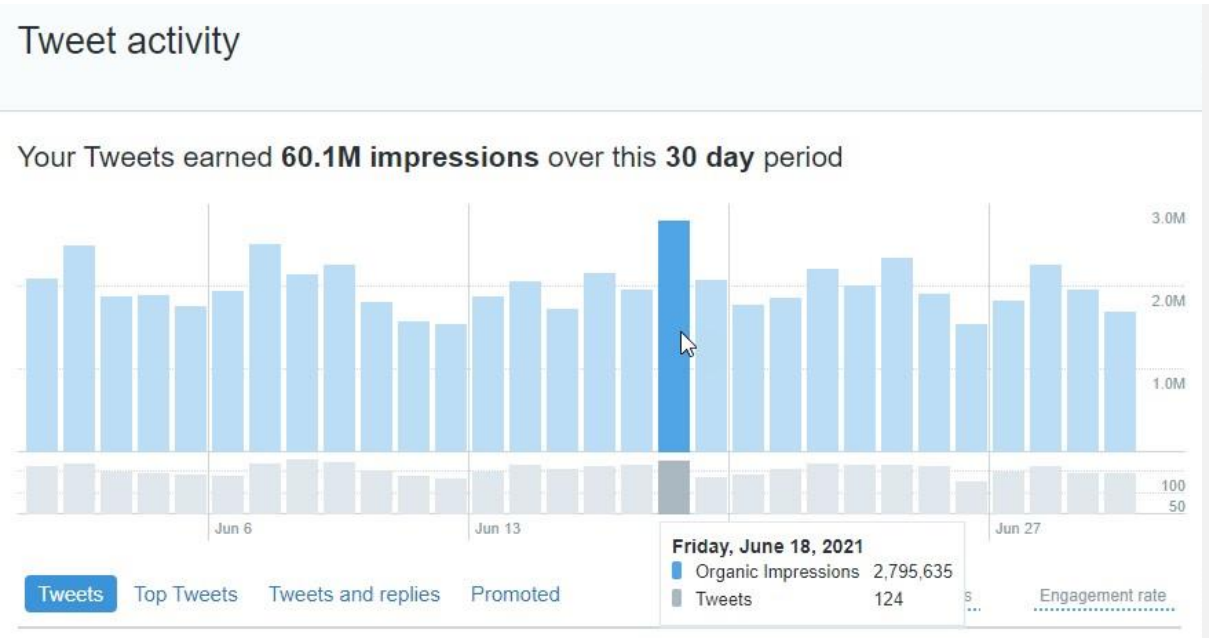 Tweet activity
Your Tweets earned 60.1M impressions over this 30 day period
3.0M
2.0M
1.0M
100
50
Jun 6
Jun 13
Jun 27
Friday, June 18, 2021
Organic Impressions 2,795,635
Tweets 124
Tweets Top Tweets Tweets and replies Promoted
Engagement rate